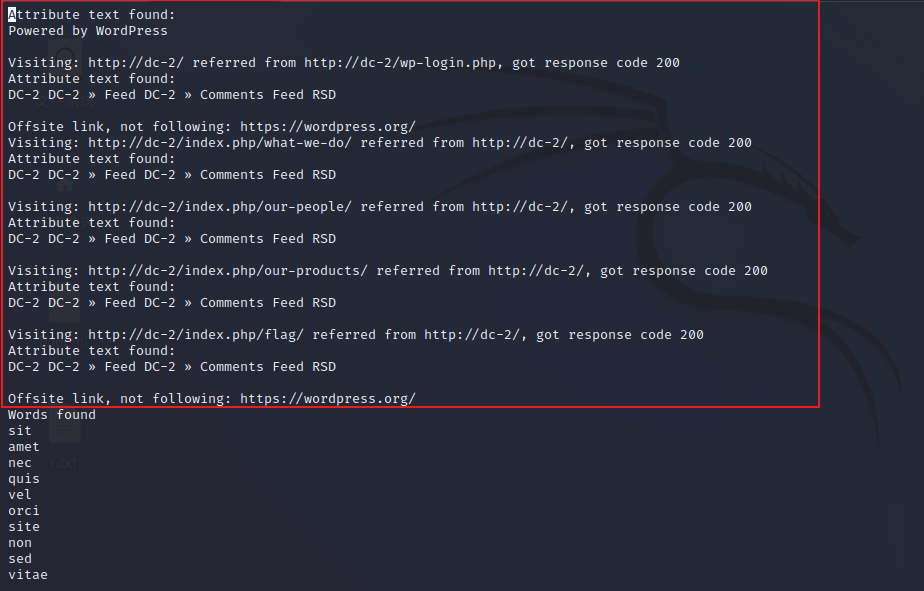 Attribute text found:
Powered by WordPress
Visiting: http://dc-2/ referred from http://dc-2/wp-login.php, got response code 200
Attribute text found:
DC-2 DC-2 » Feed DC-2 » Comments Feed RSD
Offsite link, not following: https://wordpress.org/
Visiting: http://dc-2/index.php/what-we-do/ referred from http://dc-2/, got response code 200
Attribute text found:
DC-2 DC-2 » Feed DC-2 » Comments Feed RSD
Visiting: http://dc-2/index.php/our-people/ referred from http://dc-2/, got response code 200
Attribute text found:
DC-2 DC-2 » Feed DC-2 » Comments Feed RSD
Visiting: http://dc-2/index.php/our-products/ referred from http://dc-2/, got response code 200
Attribute text found:
DC-2 DC-2 » Feed DC-2 » Comments Feed RSD
Visiting: http://dc-2/index.php/flag/ referred from http://dc-2/, got response code 200
Attribute text found:
DC-2 DC-2 » Feed DC-2 » Comments Feed RSD
Offsite link, not following: https://wordpress.org/
Words found
sit
amet
nec
quis
vel
orci
site
non
sed
vitae